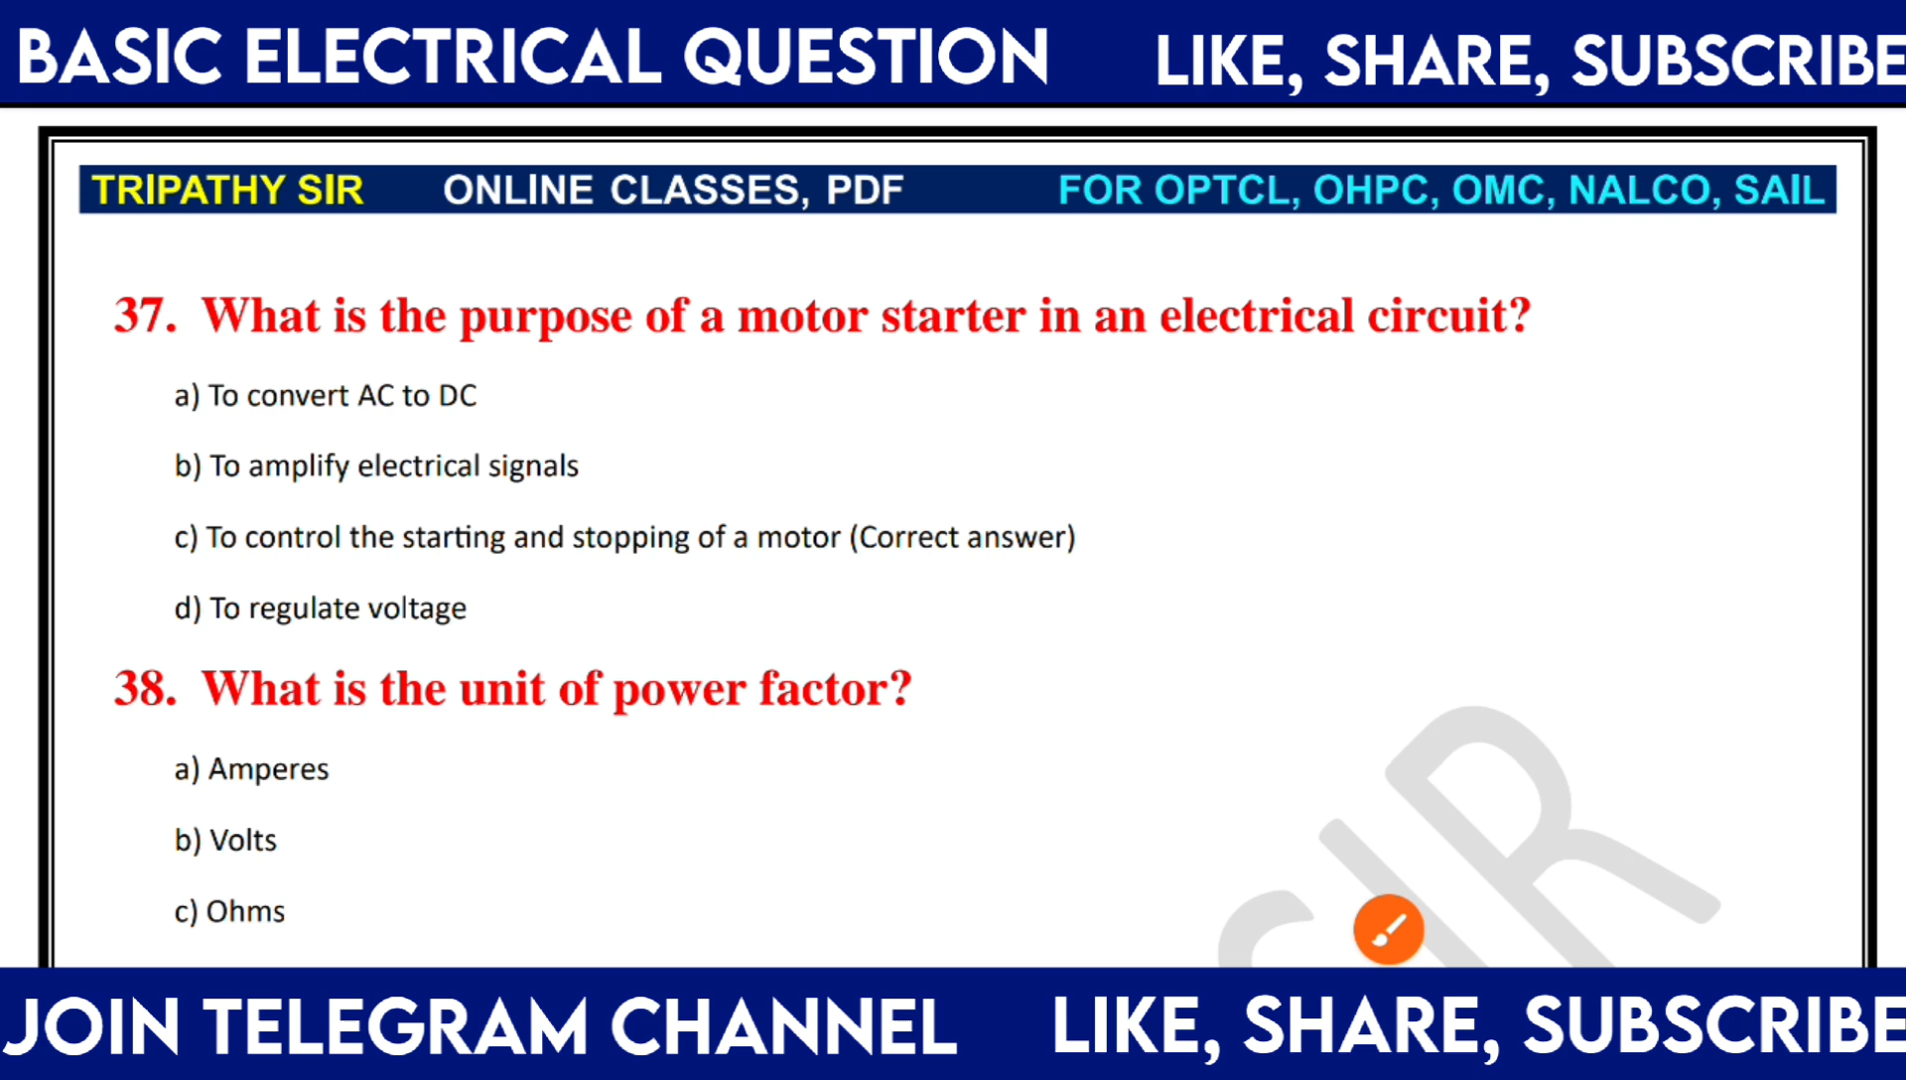 BASIC ELECTRICAL QUESTION LIKE, SHARE, SUBSCRIBE
TRIPATHY SIR ONLINE CLASSES, PDF FOR OPTCL, OHPC, OMC, NALCO, SAIL
37. What is the purpose of a motor starter in an electrical circuit?
a) To convert AC to DC
b) To amplify electrical signals
c) To control the starting and stopping of a motor (Correct answer)
d) To regulate voltage
38. What is the unit of power factor?
a) Amperes
b) Volts
c) Ohms
SIR
JOIN TELEGRAM CHANNEL LIKE, SHARE, SUBSCRIBE